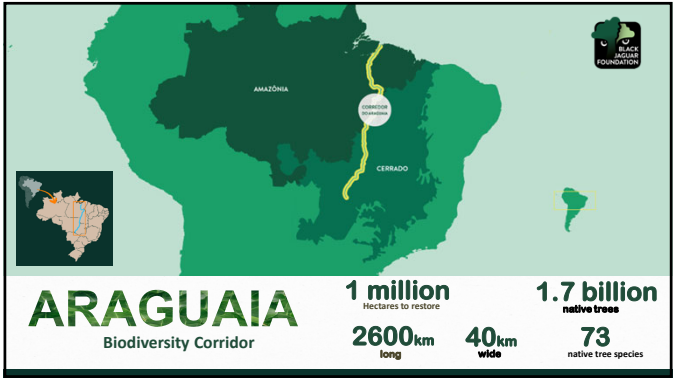 BLACK
JAGUAR
FOUNDATION
AMAZÔNIA
CORREDOR
DO ARAGUAIA
CERRADO
ARAGUAIA
Biodiversity Corridor
1 million
Hectares to restore
1.7 billion
native trees
2600km
long
40km
wide
73
native tree species